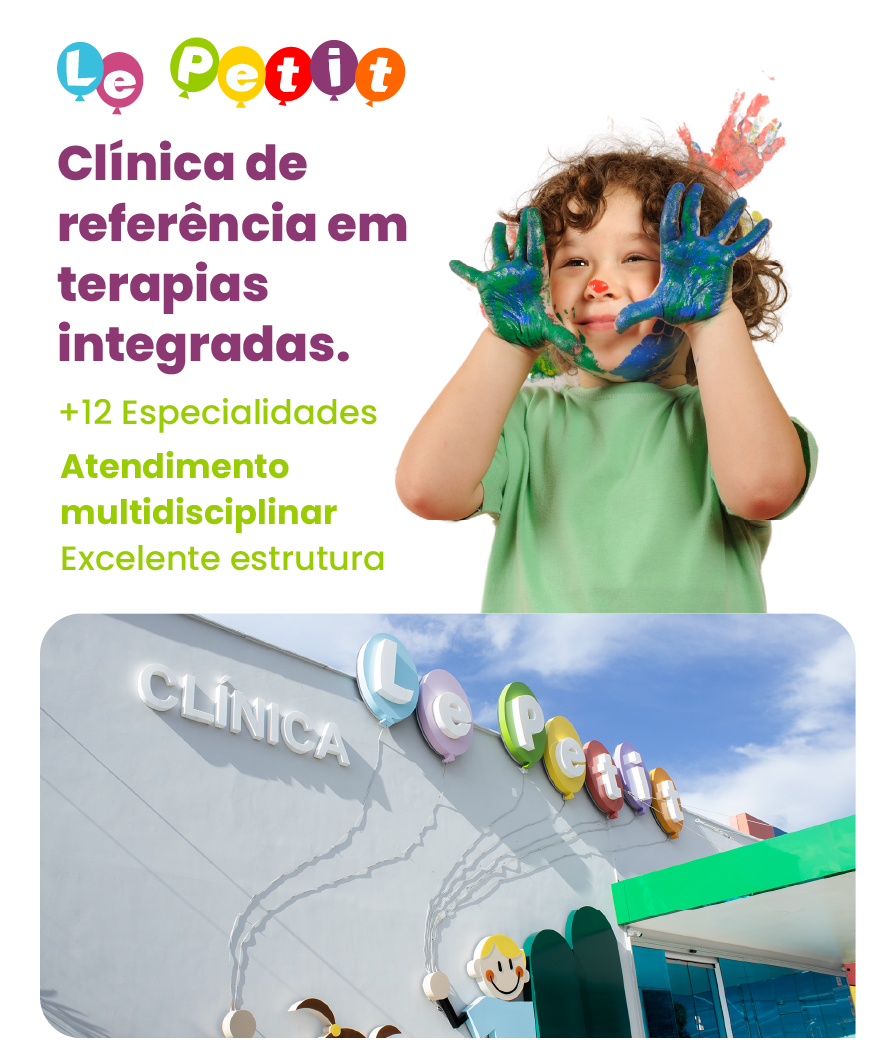 Le Petit
Clínica de
referência em
terapias
integradas.
+12 Especialidades
Atendimento
multidisciplinar
Excelente estrutura
CLÍNICA Le Petit